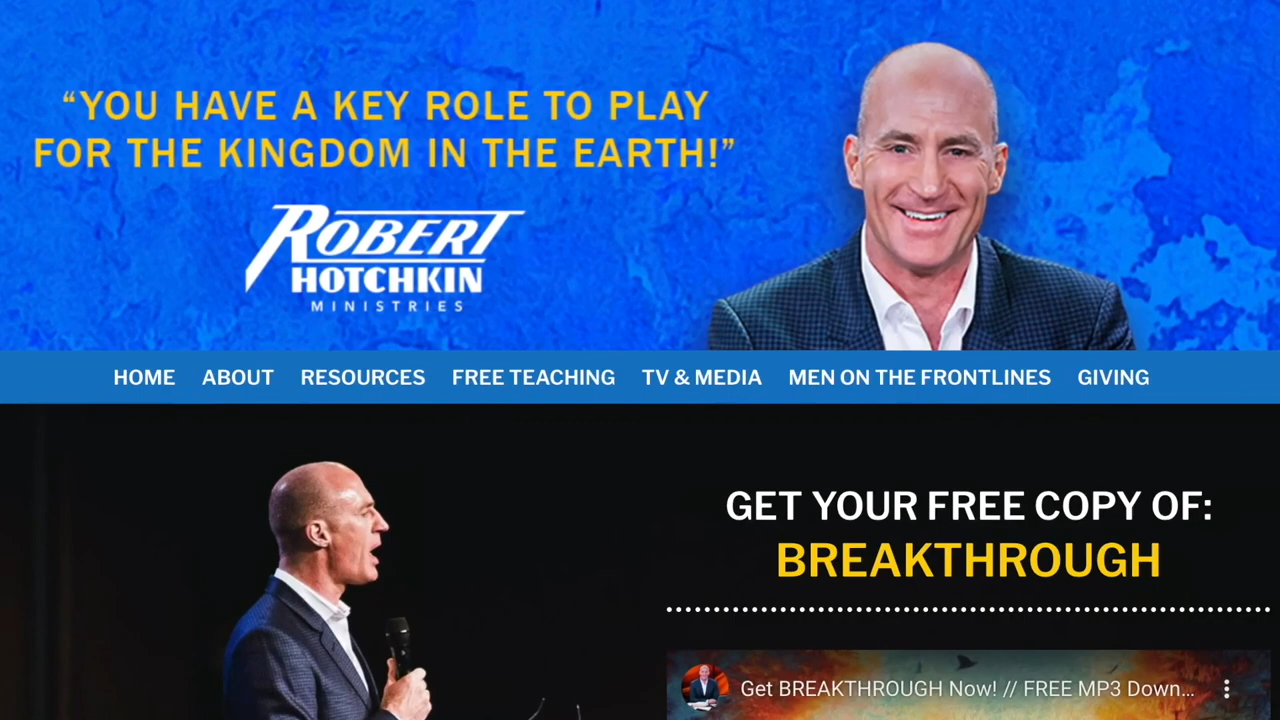 “YOU HAVE A KEY ROLE TO PLAY
FOR THE KINGDOM IN THE EARTH!”
ROBERT
HOTCHKIN
MINISTRIES
HOME ABOUT RESOURCES FREE TEACHING TV & MEDIA MEN ON THE FRONTLINES GIVING
GET YOUR FREE COPY OF:
BREAKTHROUGH
Get BREAKTHROUGH Now! // FREE MP3 Down...